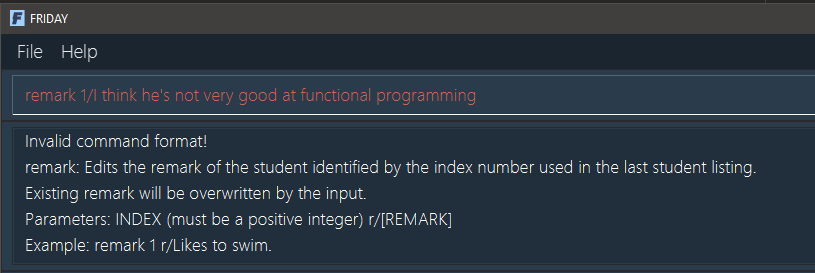 F FRIDAY
File Help
remark 1/I think he's not very good at functional programming
Invalid command format!
remark: Edits the remark of the student identified by the index number used in the last student listing.
Existing remark will be overwritten by the input.
Parameters: INDEX (must be a positive integer) r/[REMARK]
Example: remark 1 r/Likes to swim.